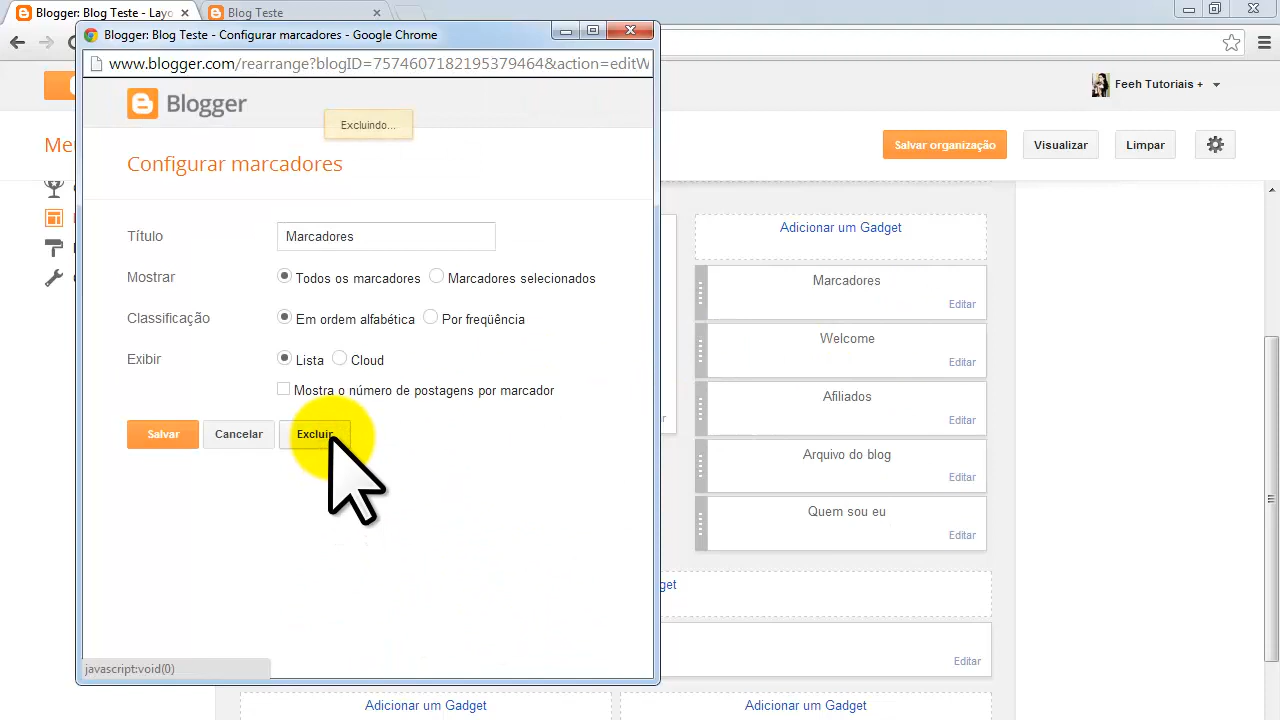 Blogger: Blog Teste - Layo
Blog Teste
Blogger: Blog Teste - Configurar marcadores - Google Chrome
www.blogger.com/rearrange?blogID=7574607182195379464&action=editW
Blogger
Excluindo...
Feeh Tutoriais +
Configurar marcadores
Salvar organização
Visualizar
Limpar
Título
Marcadores
Mostrar
Todos os marcadores
Marcadores selecionados
Classificação
Em ordem alfabética
Por freqüência
Exibir
Lista
Cloud
Mostra o número de postagens por marcador
Salvar
Cancelar
Excluir
Adicionar um Gadget
Marcadores
Editar
Welcome
Editar
Afiliados
Editar
Arquivo do blog
Editar
Quem sou eu
Editar
get
Editar
Adicionar um Gadget
Adicionar um Gadget
javascript:void(0)